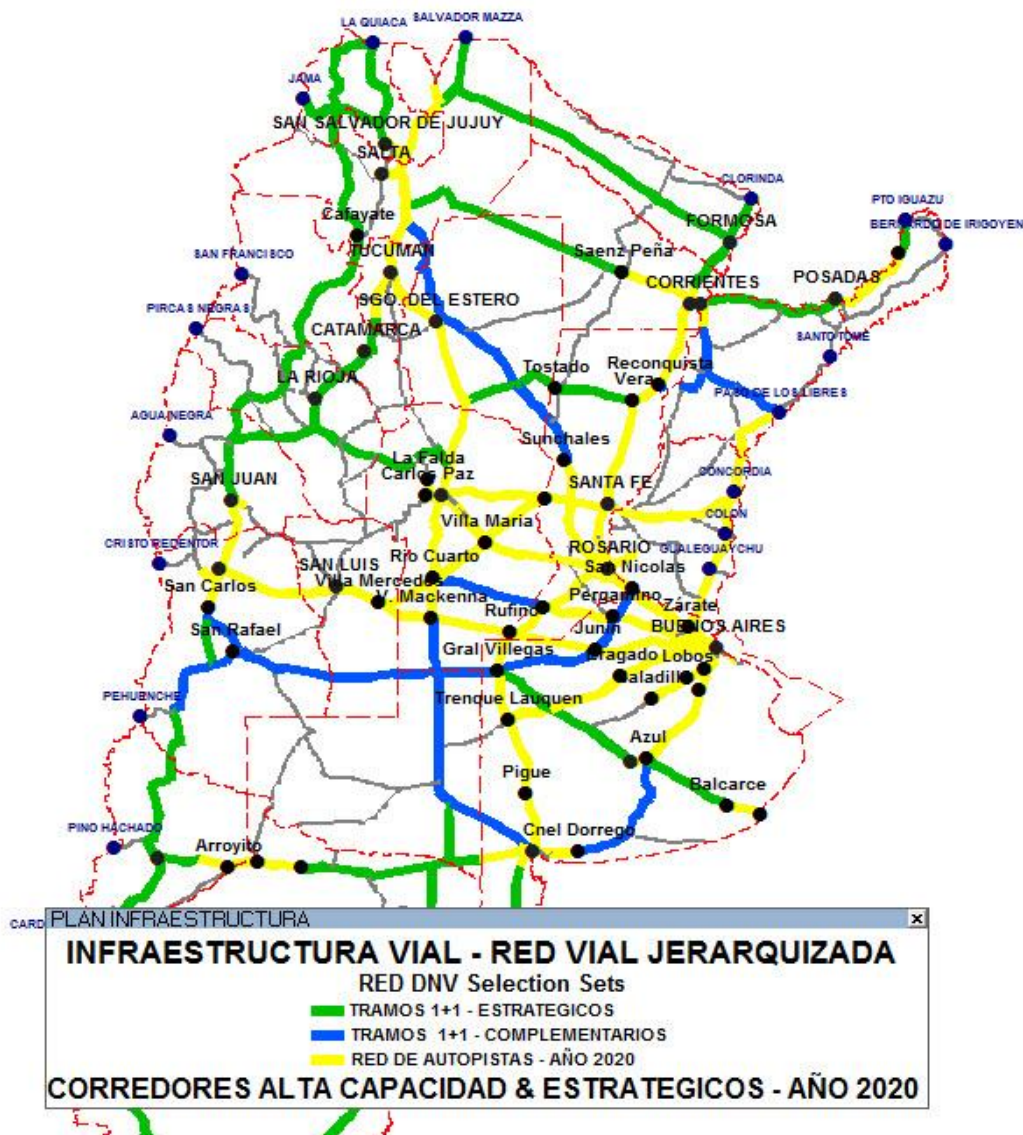 LA QUIACA
SALVADOR MAZZA
JAMA
SAN SALVADOR DE JUJUY
SALTA
CLORINDA
PTO IGUAZU
Cafayate
FORMOSA
BERNARDO DE IRIGOYEN
TUCUMAN
Saenz Peña
SAN FRANCISCO
CORRIENTES
POSADAS
SGO. DEL ESTERO
PIRCAS NEGRAS
CATAMARCA
SANTO TOME
Tostado
Reconquista
LA RIOJA
Vera
PASO DE LOS LIBRES
AGUA NEGRA
Sunchales
La Falda
CONCORDIA
SAN JUAN
Carlos Paz
SANTA FE
COLON
Villa Maria
CRISTO REDENTOR
Rio Cuarto
ROSARIO
GUALEGUAYCHU
SAN LUIS
San Nicolas
San Carlos
Villa Mercedes
V. Mackenna
Pergamino
Rufino
Zárate
San Rafael
Junin
BUENOS AIRES
Gral Villegas
Bragado
Lobos
Saladillo
PEHUENCHE
Trenque Lauquen
Azul
Pigue
Balcarce
PINO HACHADO
Arroyito
Cnel Dorrego
CARD
PLAN INFRAESTRUCTURA
INFRAESTRUCTURA VIAL - RED VIAL JERARQUIZADA
RED DNV Selection Sets
TRAMOS 1+1 - ESTRATEGICOS
TRAMOS 1+1 - COMPLEMENTARIOS
RED DE AUTOPISTAS - AÑO 2020
CORREDORES ALTA CAPACIDAD & ESTRATEGICOS - AÑO 2020